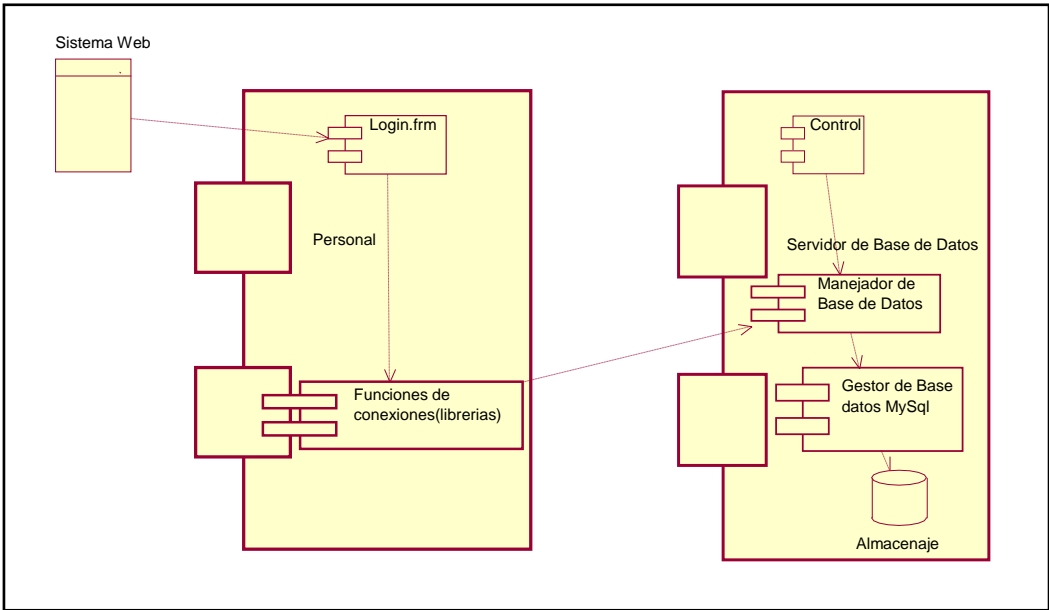 Sistema Web
Login.frm
Personal
Funciones de
conexiones(librerias)
Control
Servidor de Base de Datos
Manejador de
Base de Datos
Gestor de Base
datos MySql
Almacenaje